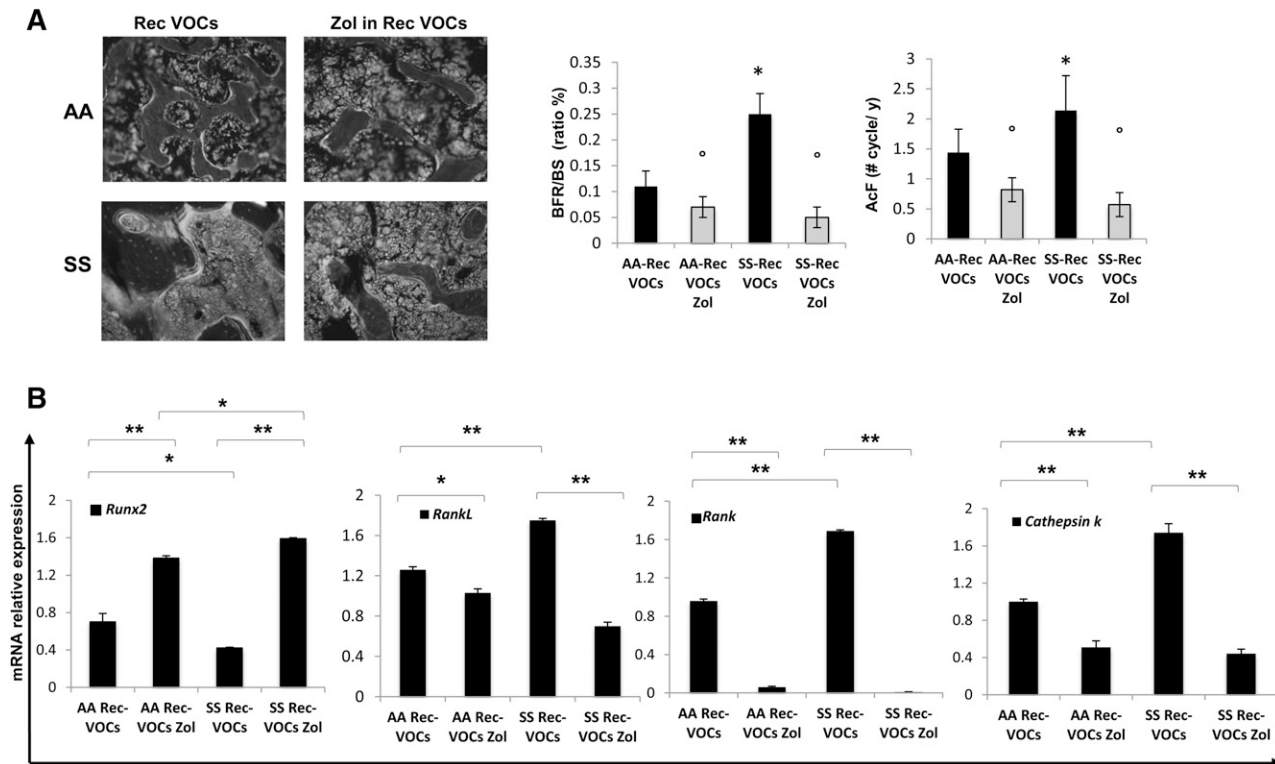 A
Rec VOCs
Zol in Rec VOCs
AA
SS
BFR/BS (ratio %)
0.35
0.3
0.25
0.2
0.15
0.1
0.05
0
*
°
°
AA-Rec VOCs
AA-Rec VOCs Zol
SS-Rec VOCs
SS-Rec VOCs Zol
AcF (# cycle/ y)
3
2.5
2
1.5
1
0.5
0
*
°
°
AA-Rec VOCs
AA-Rec VOCs Zol
SS-Rec VOCs
SS-Rec VOCs Zol
B
mRNA relative expression
*
**
**
*
2
1.6
1.2
0.8
0.4
0
Runx2
AA Rec-VOCs
AA Rec-VOCs Zol
SS Rec-VOCs
SS Rec-VOCs Zol
**
*
**
2
1.6
1.2
0.8
0.4
0
RankL
AA Rec-VOCs
AA Rec-VOCs Zol
SS Rec-VOCs
SS Rec-VOCs Zol
**
**
**
2
1.6
1.2
0.8
0.4
0
Rank
AA Rec-VOCs
AA Rec-VOCs Zol
SS Rec-VOCs
SS Rec-VOCs Zol
**
**
**
2
1.6
1.2
0.8
0.4
0
Cathepsin k
AA Rec-VOCs
AA Rec-VOCs Zol
SS Rec-VOCs
SS Rec-VOCs Zol